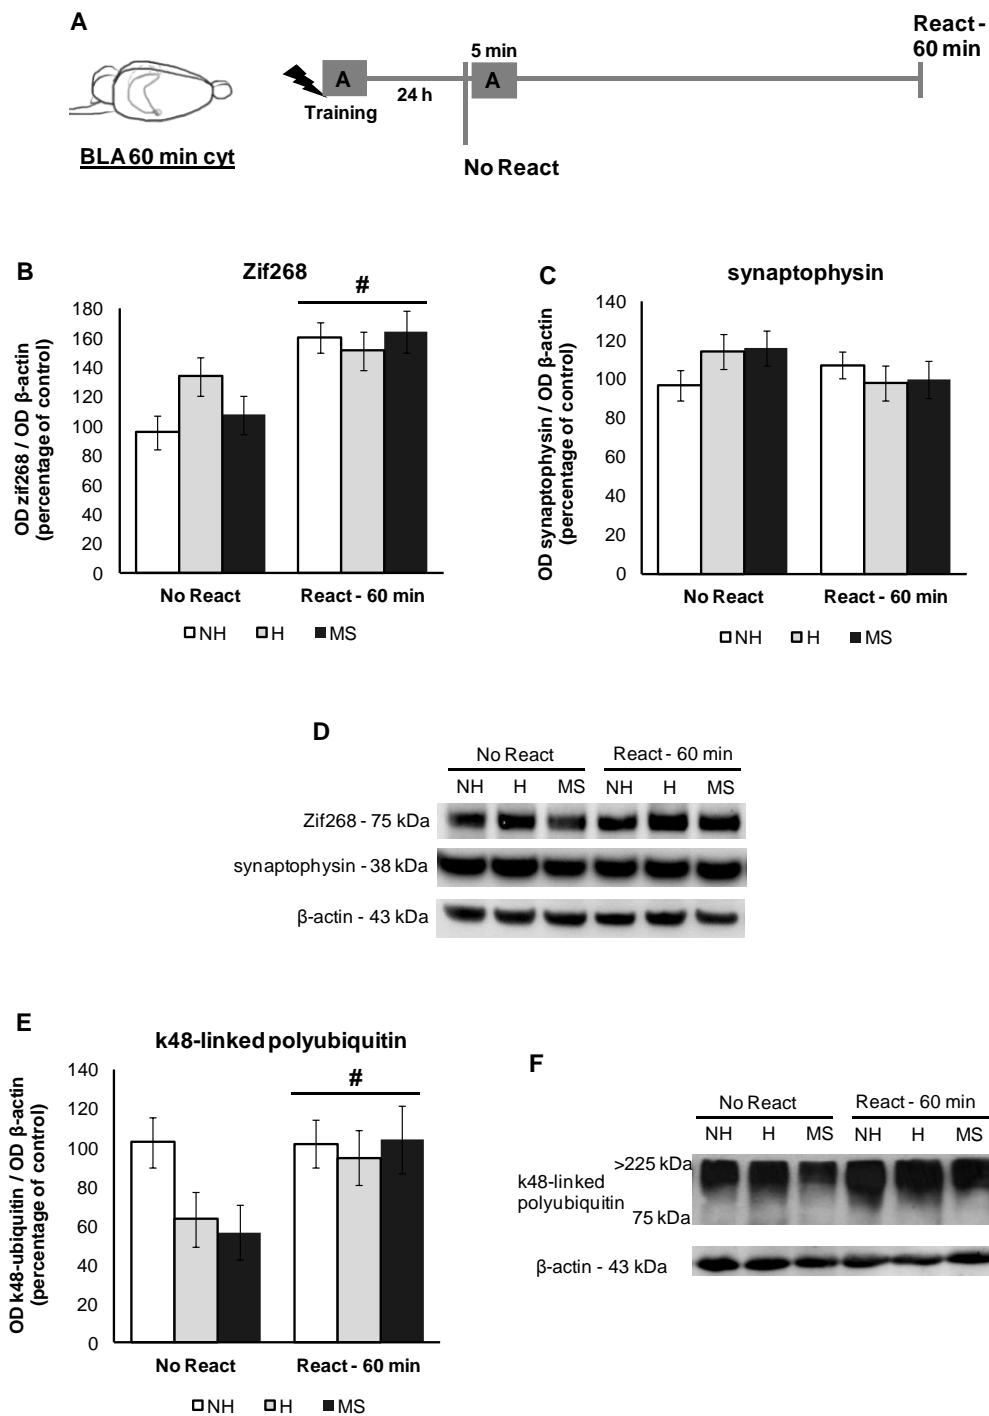 A
React -
60 min
5 min
A
A
24 h
Training
BLA 60 min cyt
No React
B
Zif268
#
OD zif268 / OD β-actin
(percentage of control)
180
160
140
120
100
80
60
40
20
0
No React
React - 60 min
NH
H
MS
C
synaptophysin
OD synaptophysin / OD β-actin
(percentage of control)
140
120
100
80
60
40
20
0
No React
React - 60 min
NH
H
MS
D
No React
React - 60 min
NH H MS NH H MS
Zif268 - 75 kDa
synaptophysin - 38 kDa
β-actin - 43 kDa
E
k48-linked polyubiquitin
#
OD k48-ubiquitin / OD β-actin
(percentage of control)
140
120
100
80
60
40
20
0
No React
React - 60 min
NH
H
MS
F
No React
React - 60 min
NH H MS NH H MS
>225 kDa
k48-linked
polyubiquitin
75 kDa
β-actin - 43 kDa